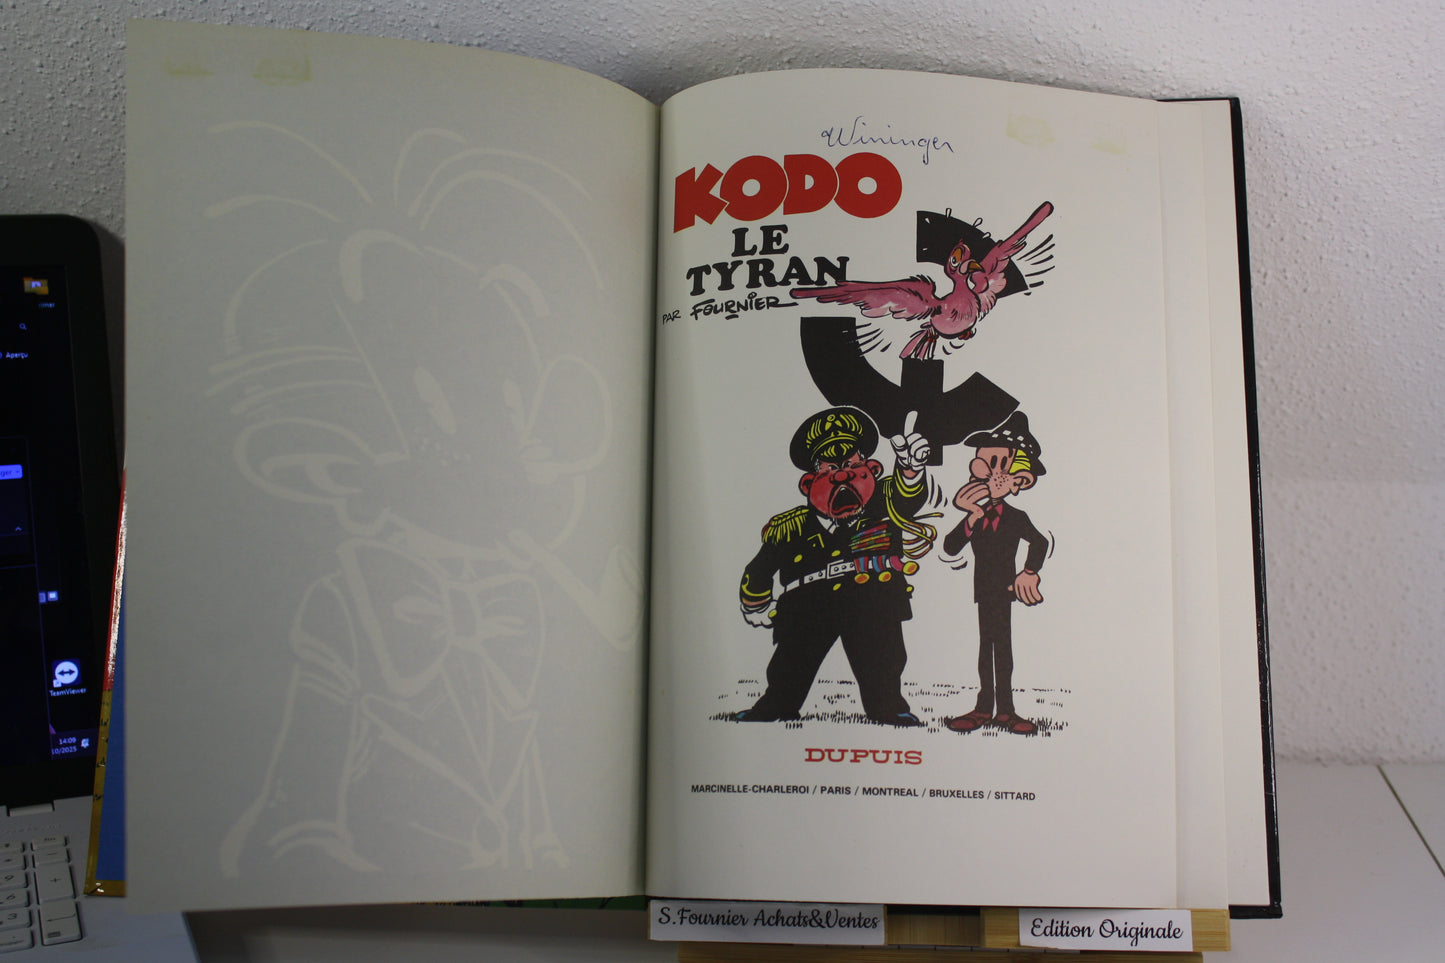 Wininger
KODO
LE
TYRAN
PAR FOURNIER
DUPUIS
MARCINELLE-CHARLEROI / PARIS / MONTREAL / BRUXELLES / SITTARD
S.Fournier Achats&Ventes
Edition Originale
Aperçu
TeamViewer
14:09